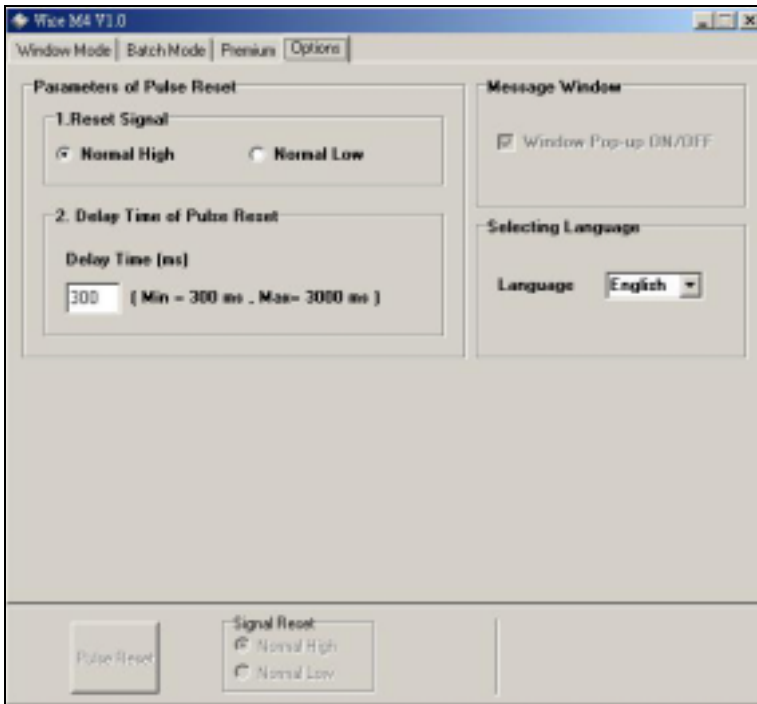 Wice M4 V1.0
Window Mode Batch Mode Premium Options
Parameters of Pulse Reset
1.Reset Signal
Normal High Normal Low
2. Delay Time of Pulse Reset
Delay Time (ms)
300 ( Min = 300 ms , Max= 3000 ms )
Message Window
Window Pop-up ON/OFF
Selecting Language
Language English
Pulse Reset
Signal Reset
Normal High
Normal Low